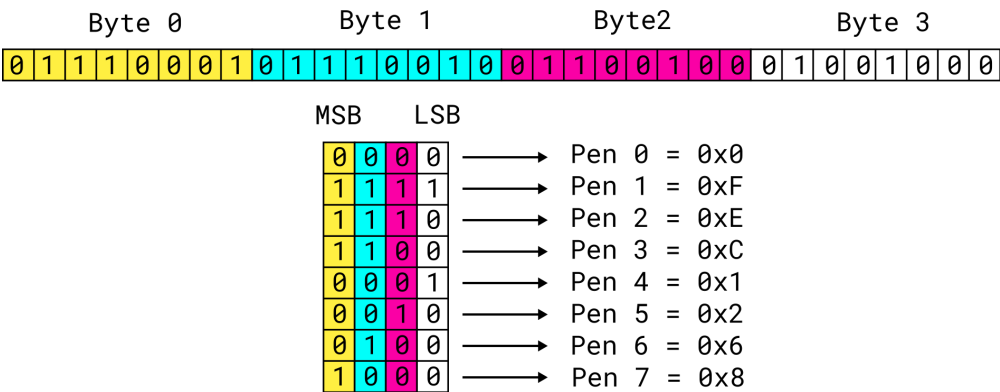 Byte 0 Byte 1 Byte2 Byte 3
0 1 1 1 0 0 0 1 0 1 1 1 0 0 1 0 0 1 1 0 0 1 0 0 0 1 0 0 1 0 0 0
MSB LSB
0 0 0 0 Pen 0 = 0x0
1 1 1 1 Pen 1 = 0xF
1 1 1 0 Pen 2 = 0xE
1 1 0 0 Pen 3 = 0xC
0 0 0 1 Pen 4 = 0x1
0 0 1 0 Pen 5 = 0x2
0 1 0 0 Pen 6 = 0x6
1 0 0 0 Pen 7 = 0x8